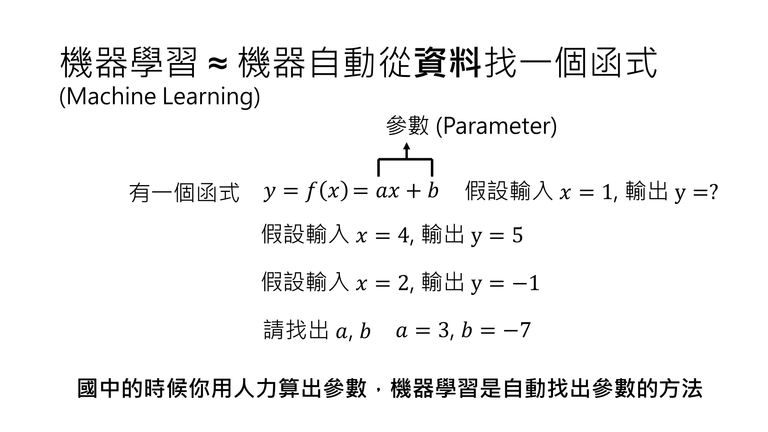 機器學習 ≈ 機器自動從資料找一個函式
(Machine Learning)
參數 (Parameter)
有一個函式 y = f(x) = ax + b 假設輸入 x = 1, 輸出 y =?
假設輸入 x = 4, 輸出 y = 5
假設輸入 x = 2, 輸出 y = −1
請找出 a, b a = 3, b = −7
國中的時候你用人力算出參數，機器學習是自動找出參數的方法